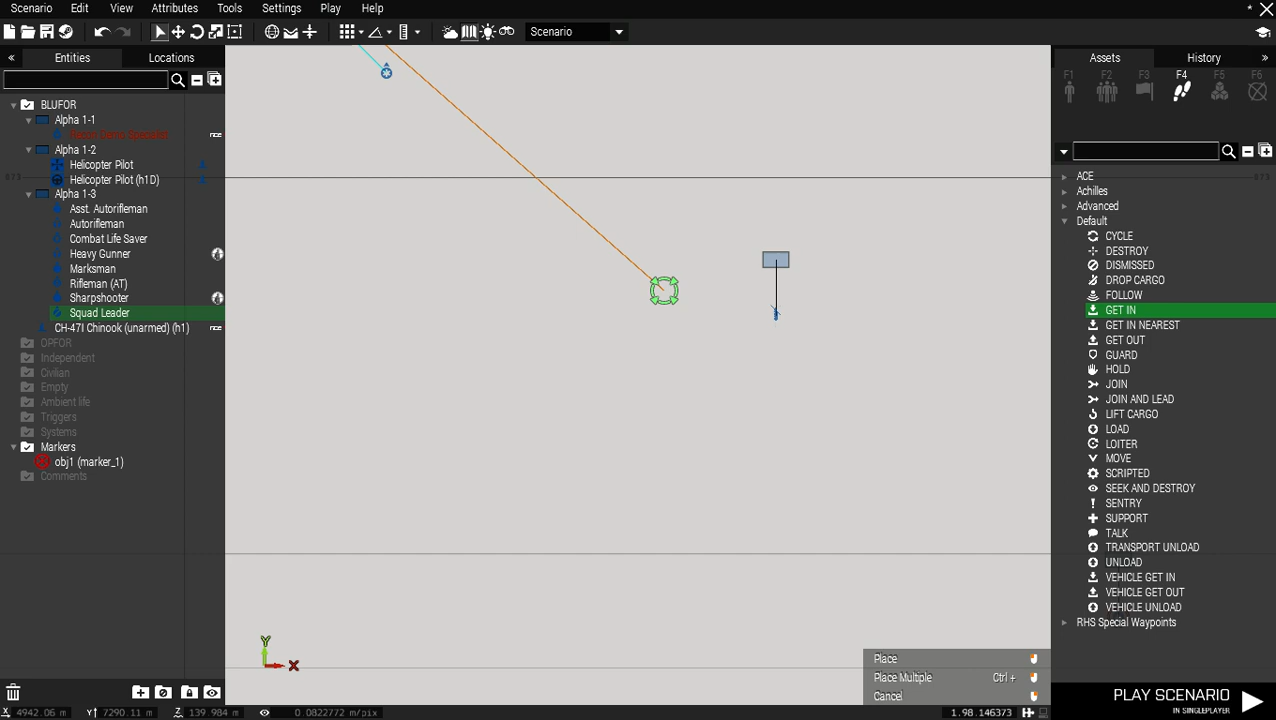 Scenario Edit View Attributes Tools Settings Play Help
*
Scenario
Entities Locations
BLUFOR
Alpha 1-1
Alpha 1-2
Helicopter Pilot
Helicopter Pilot (h1D)
Alpha 1-3
Asst. Autorifleman
Autorifleman
Combat Life Saver
Heavy Gunner
Marksman
Rifleman (AT)
Sharpshooter
Squad Leader
CH-47I Chinook (unarmed) (h1)
OPFOR
Independent
Civilian
Empty
Ambient life
Triggers
Systems
Markers
obj1 (marker_1)
Comments
X 4942.06 m Y 7290.11 m Z 139.984 m 0.0822772 m/pix
073
Y
X
Place
Place Multiple Ctrl +
Cancel
Assets History
F1 F2 F3 F4 F5 F6
ACE
Achilles
Advanced
Default
CYCLE
DESTROY
DISMISSED
DROP CARGO
FOLLOW
GET IN
GET IN NEAREST
GET OUT
GUARD
HOLD
JOIN
JOIN AND LEAD
LIFT CARGO
LOAD
LOITER
MOVE
SCRIPTED
SEEK AND DESTROY
SENTRY
SUPPORT
TALK
TRANSPORT UNLOAD
UNLOAD
VEHICLE GET IN
VEHICLE GET OUT
VEHICLE UNLOAD
RHS Special Waypoints
PLAY SCENARIO
IN SINGLEPLAYER
1.98.146373